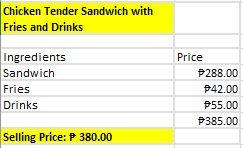 Chicken Tender Sandwich with
Fries and Drinks
Ingredients Price
Sandwich ₱288.00
Fries ₱42.00
Drinks ₱55.00
₱385.00
Selling Price: ₱ 380.00